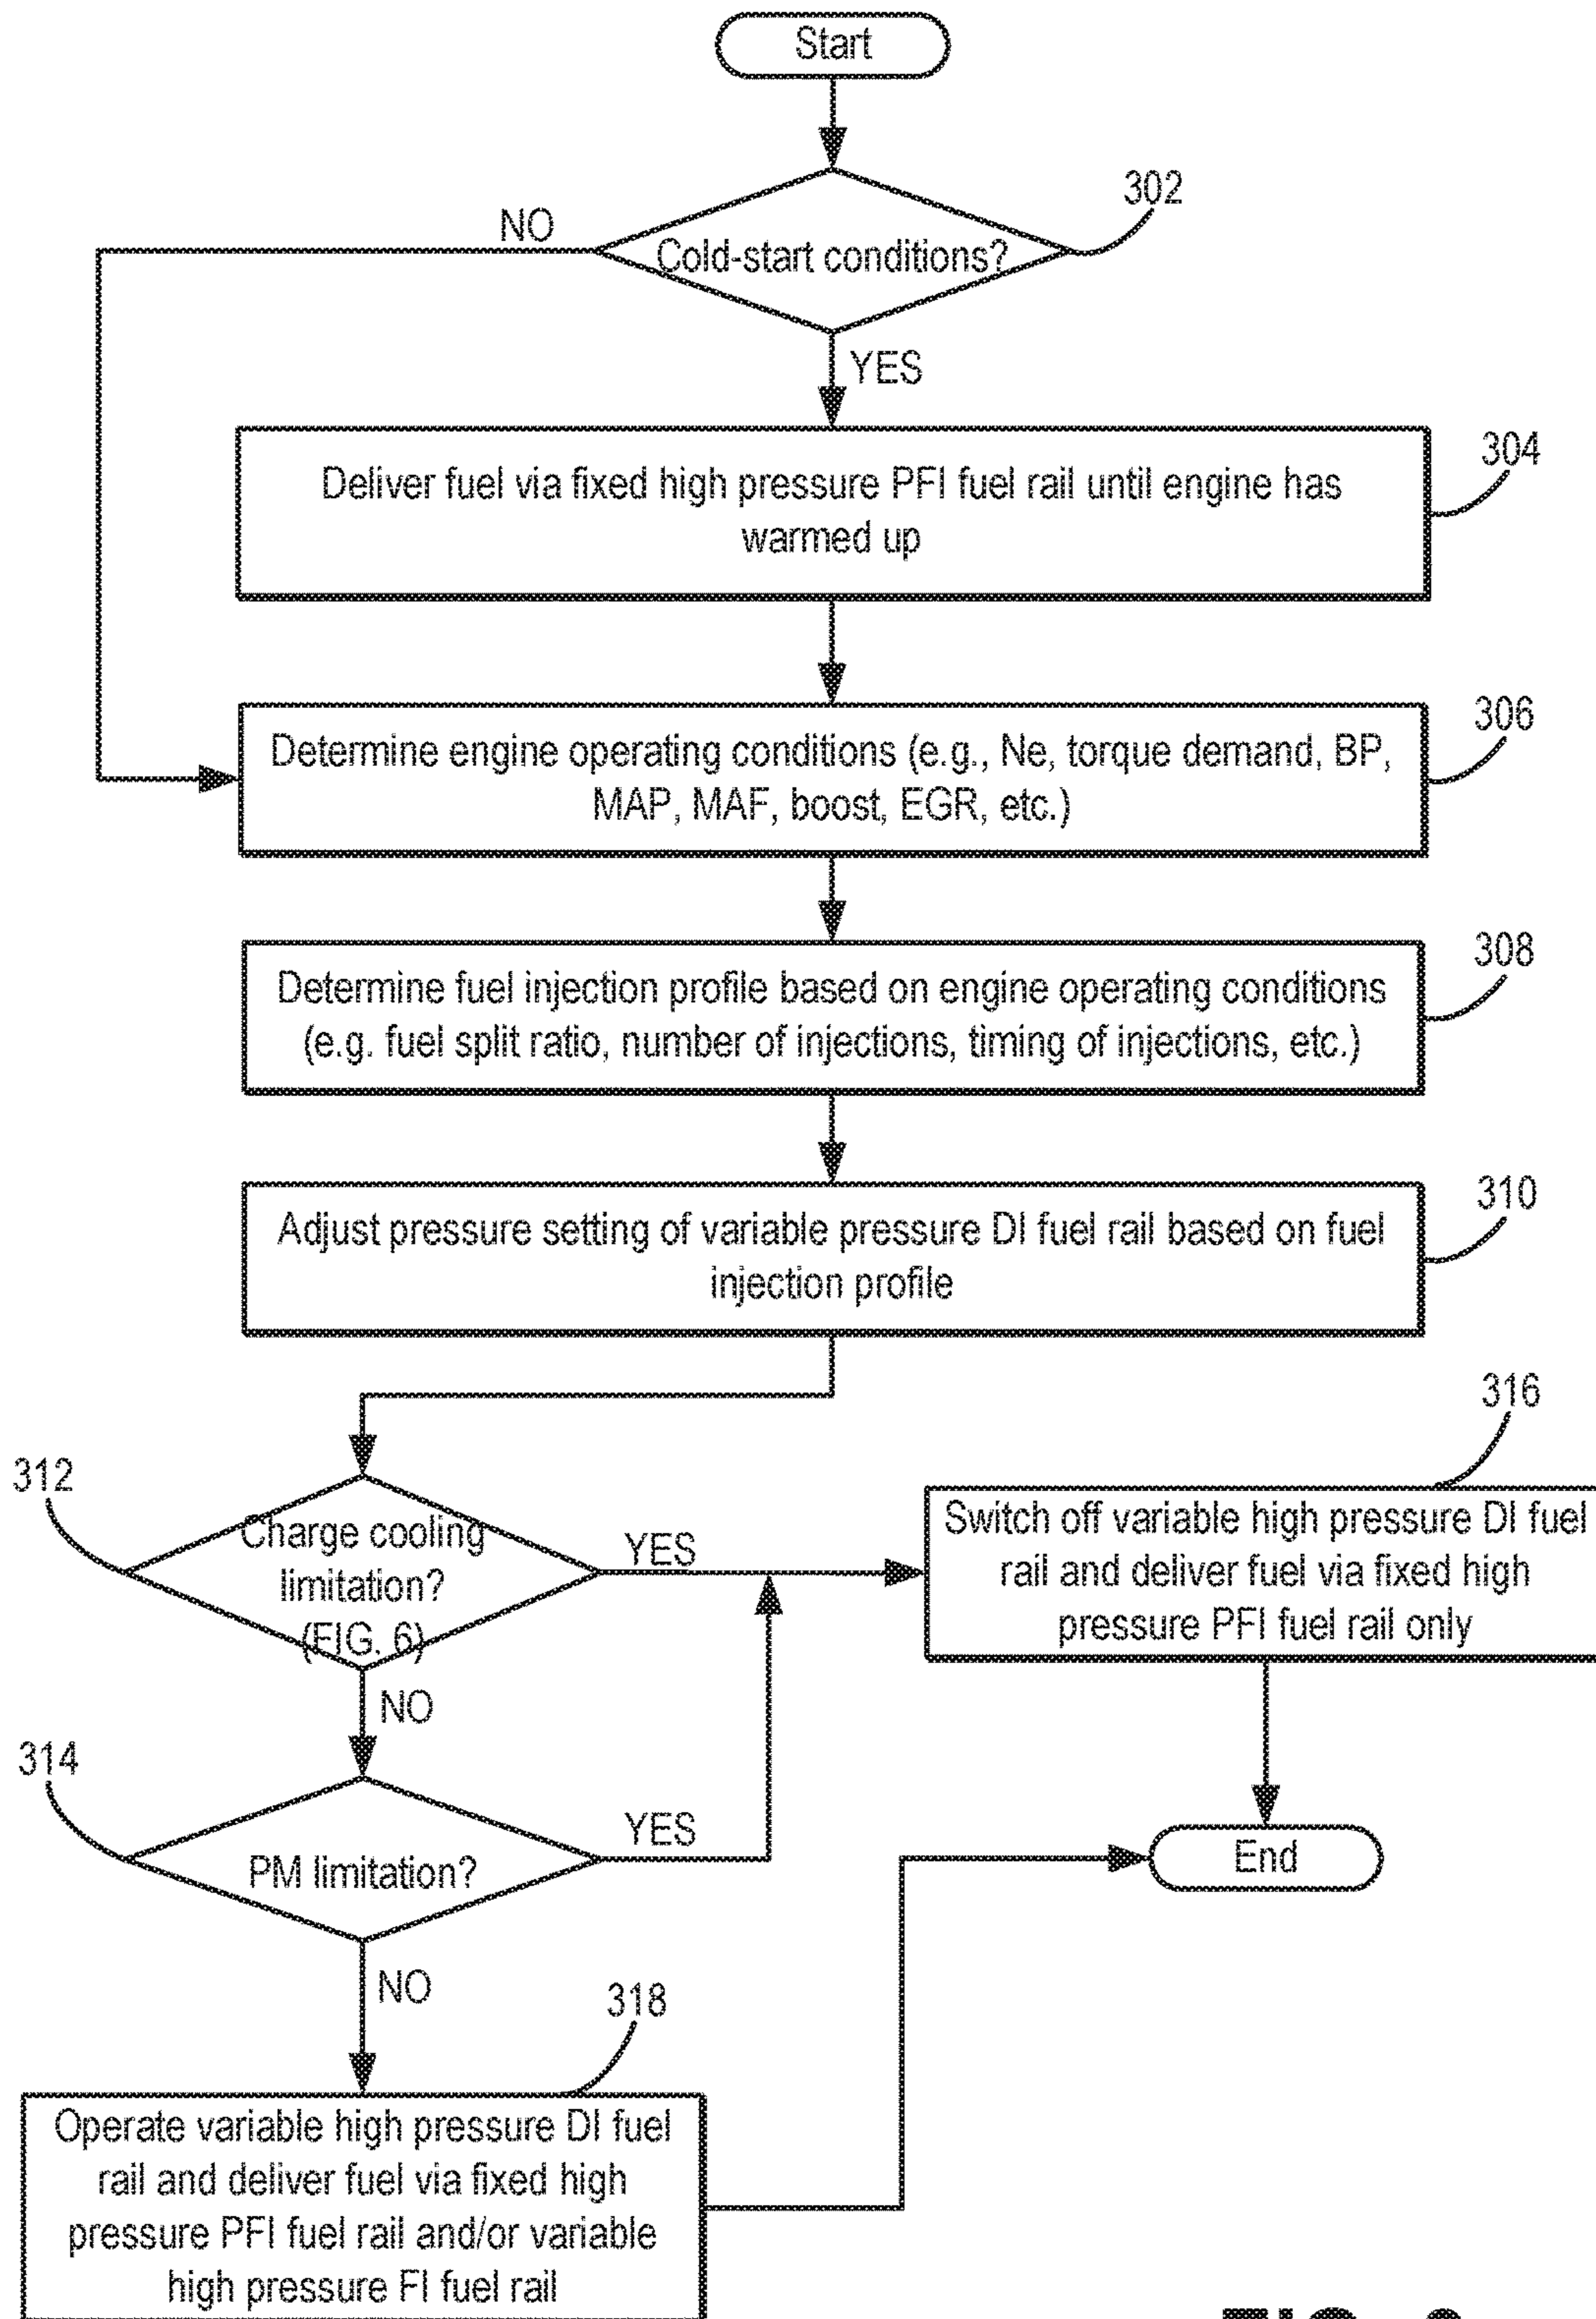 Start
302
NO
Cold-start conditions?
YES
304
Deliver fuel via fixed high pressure PFI fuel rail until engine has
warmed up
306
Determine engine operating conditions (e.g., Ne, torque demand, BP,
MAP, MAF, boost, EGR, etc.)
308
Determine fuel injection profile based on engine operating conditions
(e.g. fuel split ratio, number of injections, timing of injections, etc.)
310
Adjust pressure setting of variable pressure DI fuel rail based on fuel
injection profile
316
312
Charge cooling
limitation?
(FIG. 6)
YES
Switch off variable high pressure DI fuel
rail and deliver fuel via fixed high
pressure PFI fuel rail only
NO
314
YES
PM limitation?
End
NO
318
Operate variable high pressure DI fuel
rail and deliver fuel via fixed high
pressure PFI fuel rail and/or variable
high pressure FI fuel rail